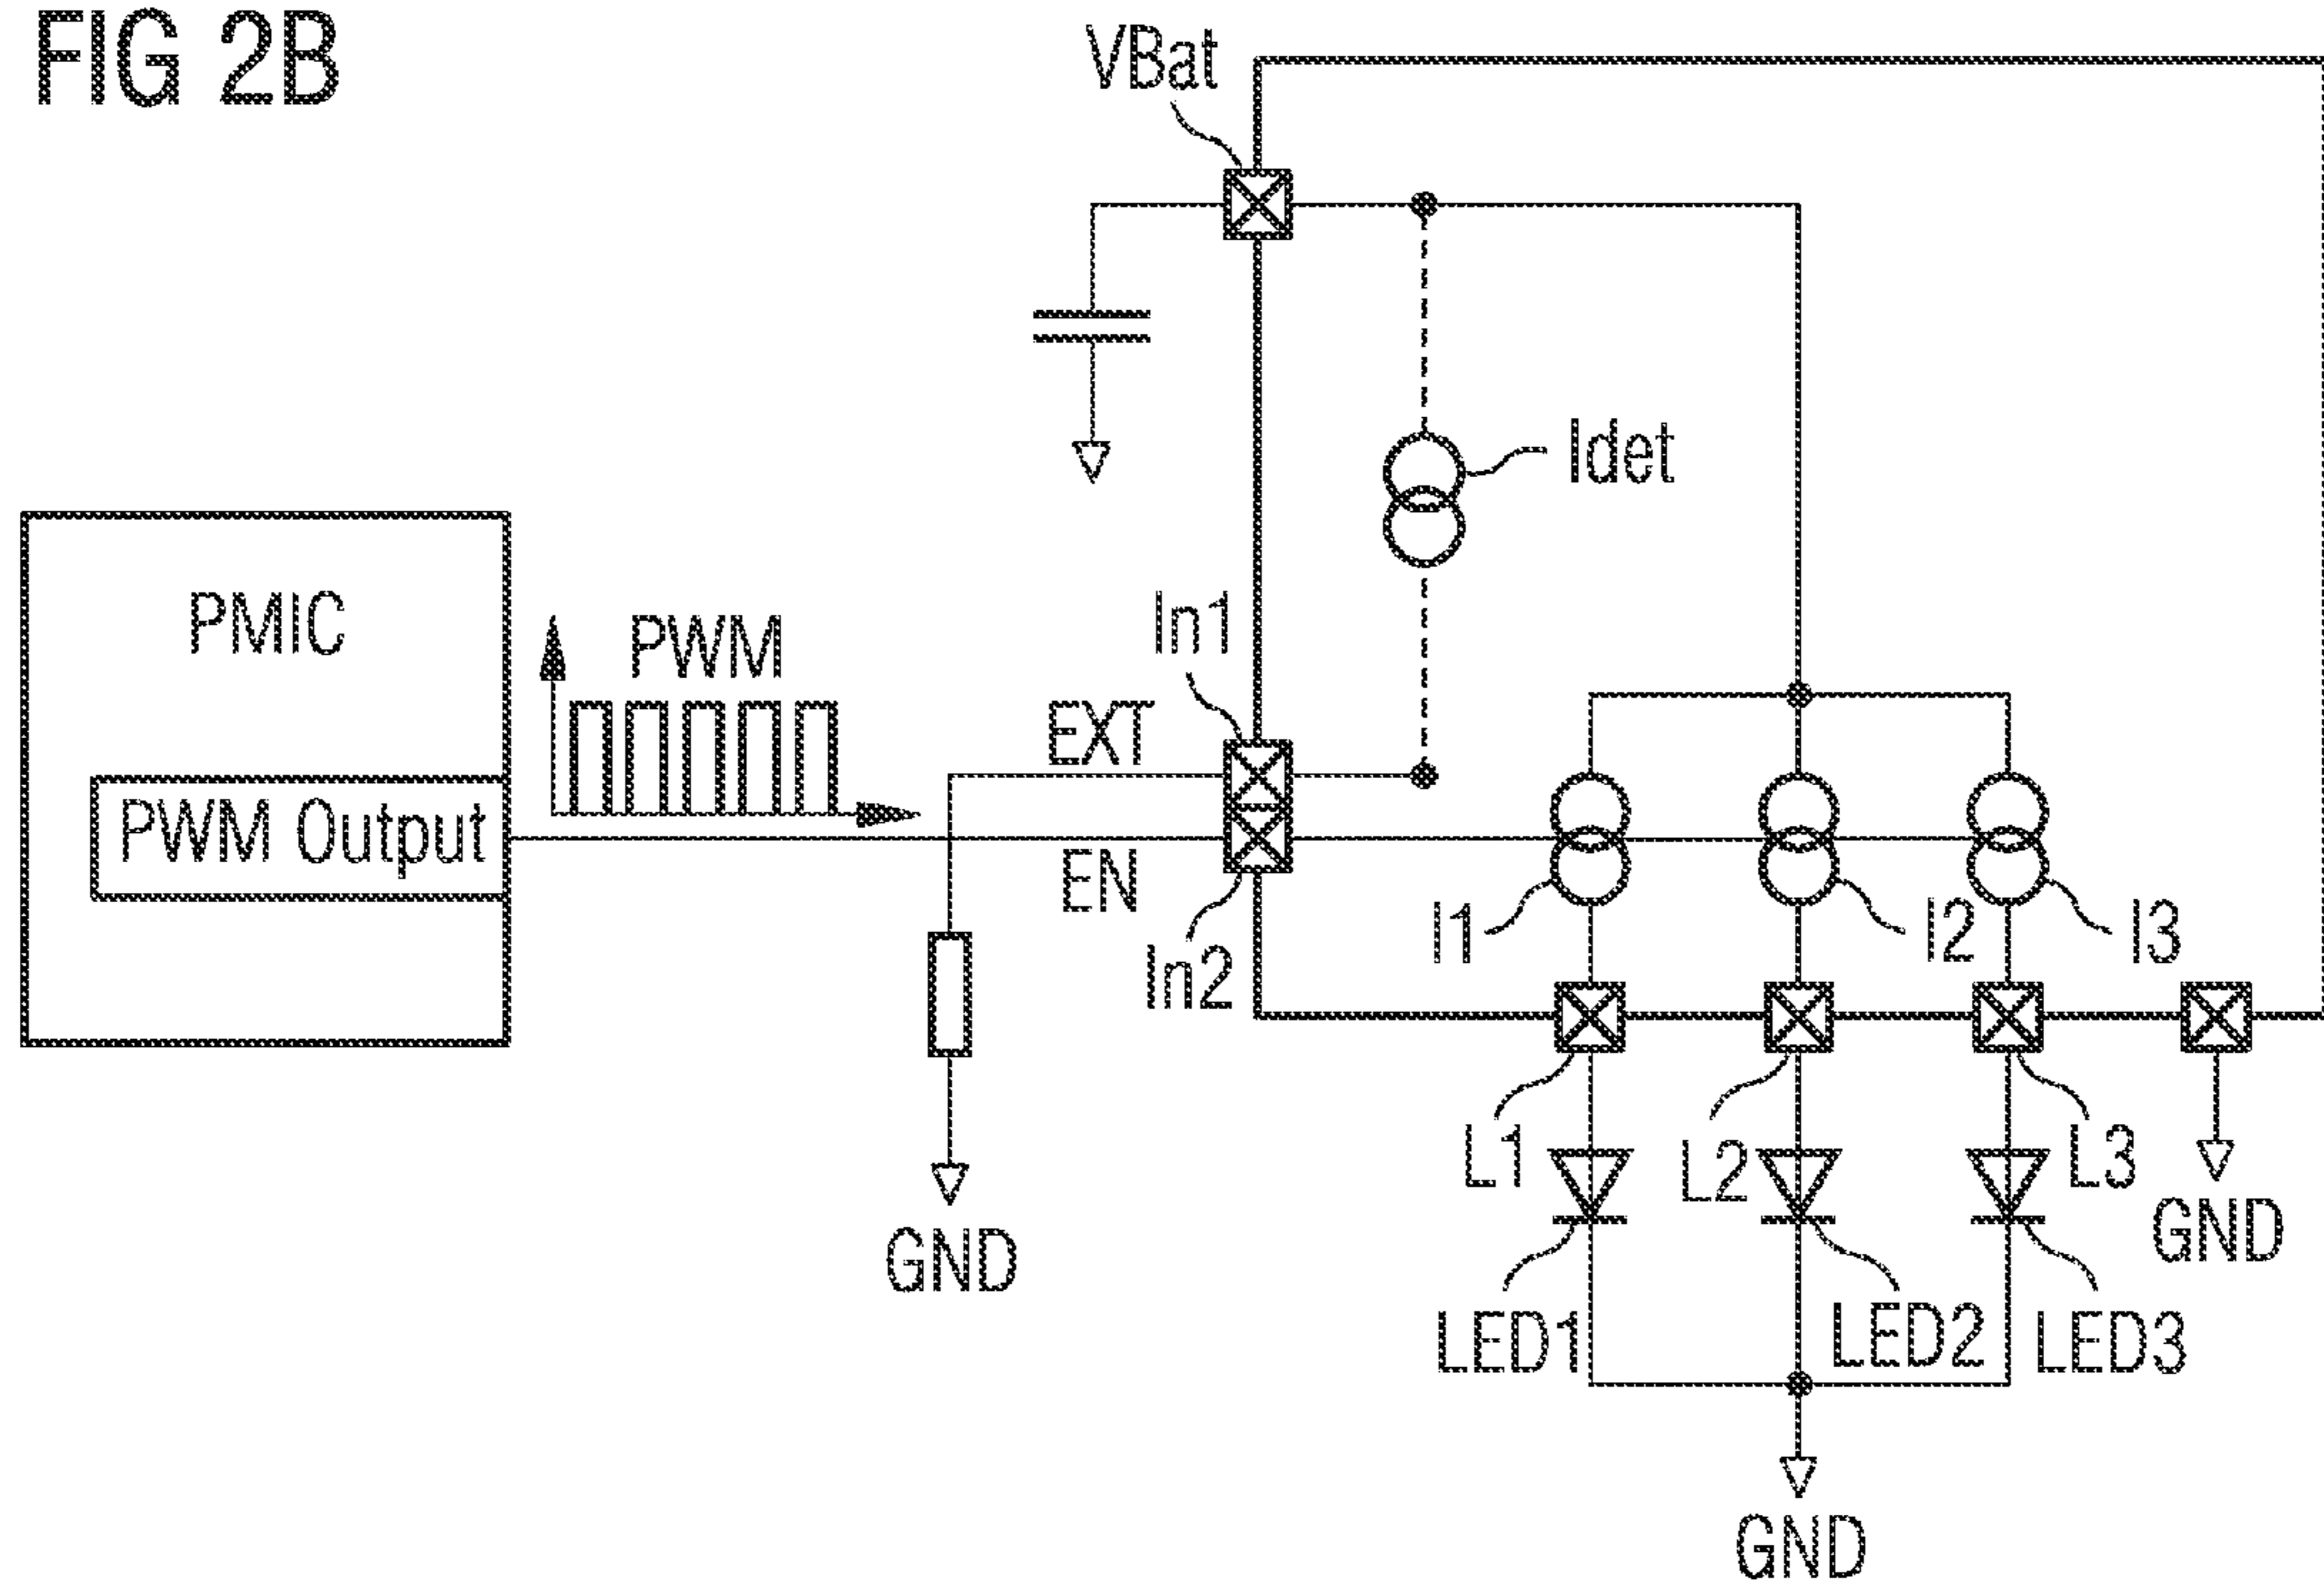 FIG 2B
VBat
Idet
PMIC
PWM
In1
EXT
PWM Output
EN
In2
I1
I2
I3
L1
L2
L3
GND
GND
LED1
LED2
LED3
GND